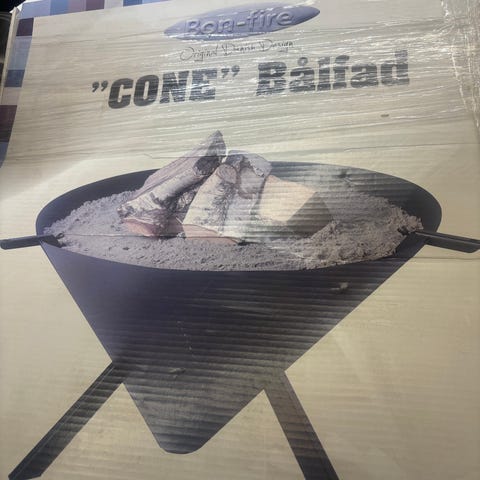 Bon-fire
Original Danish Design
”CONE” Bålfad